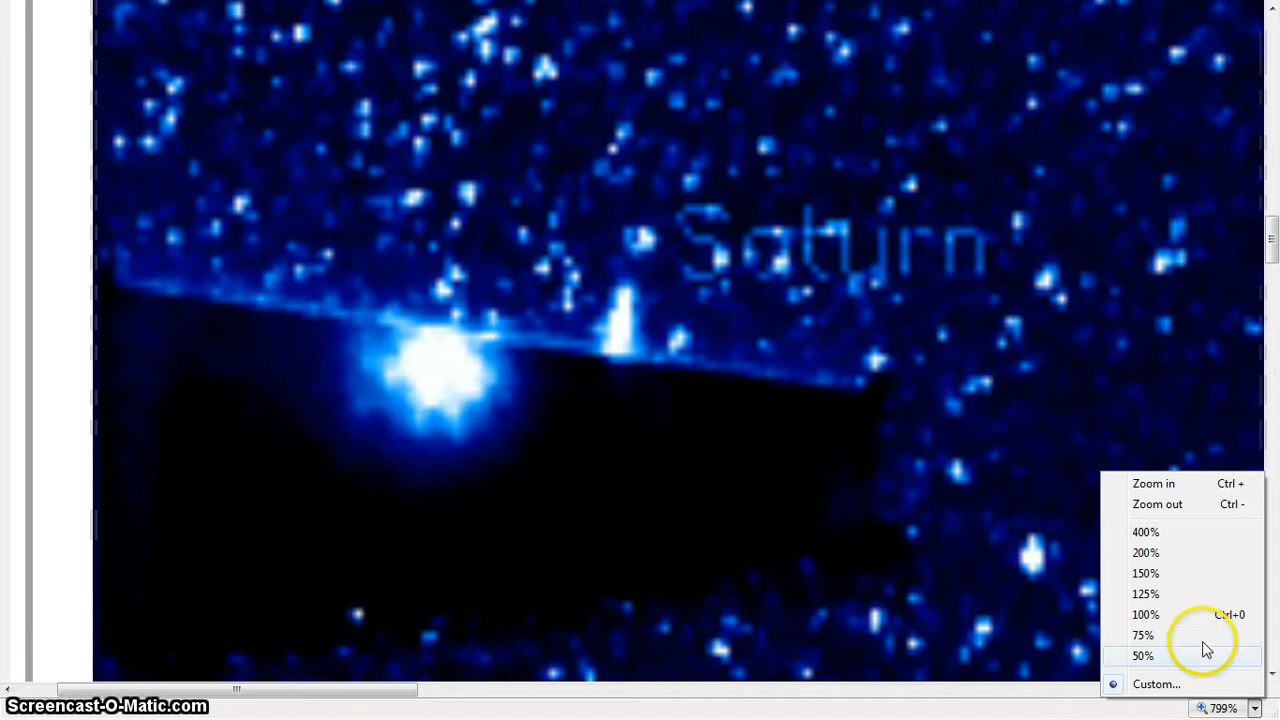 Saturn
Zoom in Ctrl +
Zoom out Ctrl -
400%
200%
150%
125%
100% Ctrl+0
75%
50%
Custom...
Screencast-O-Matic.com
799%